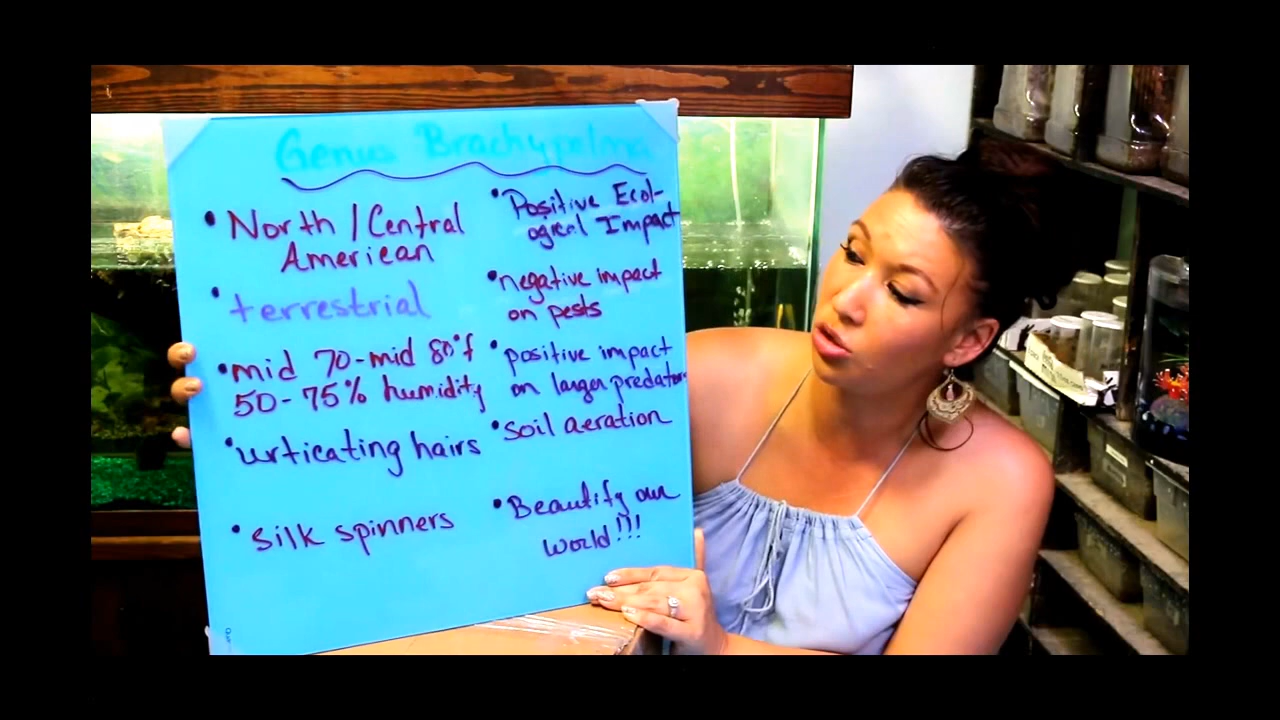 Genus Brachypelma
• North / Central
American
• terrestrial
• mid 70-mid 80°f
50-75% humidity
• urticating hairs
• silk spinners
• Positive Ecol-
ogical Impact
• negative impact
on pests
• positive impact
on larger predators
• soil aeration
• Beautify our
world!!!